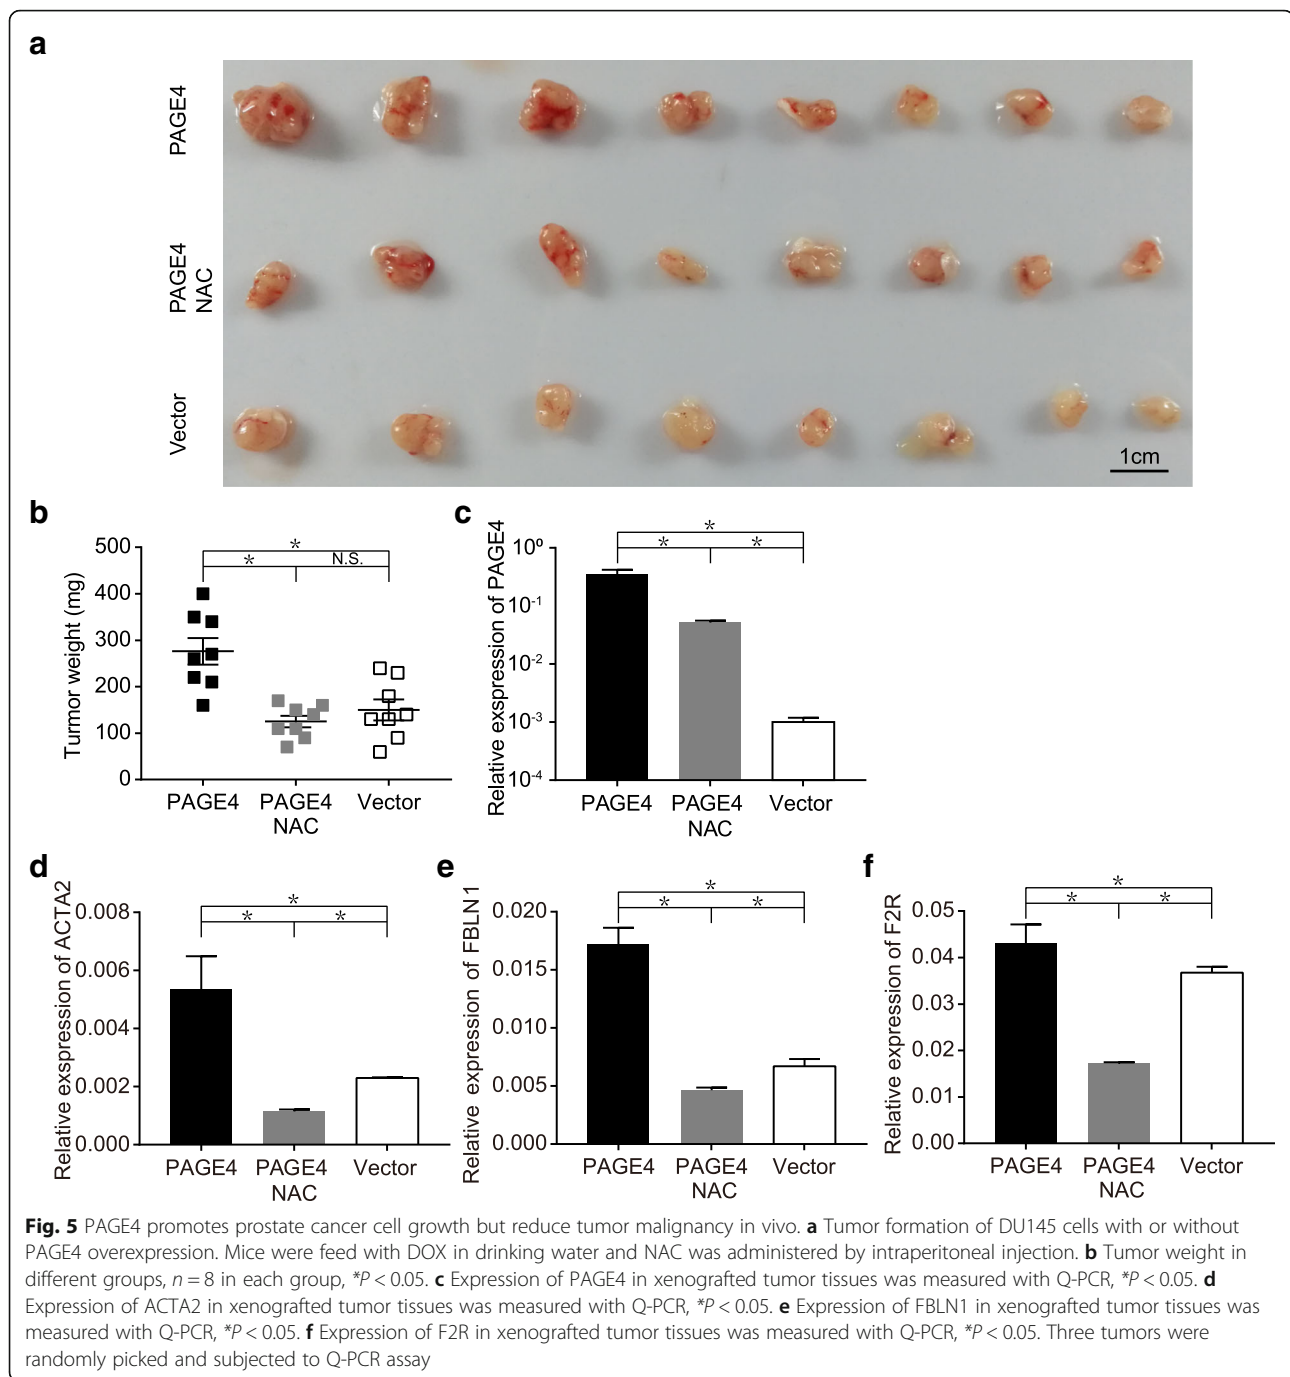 a
PAGE4
PAGE4
NAC
Vector
1cm
b
Turmor weight (mg)
500
400
300
200
100
0
*
*
N.S.
PAGE4
PAGE4
NAC
Vector
c
Relative exspression of PAGE4
10⁰
10⁻¹
10⁻²
10⁻³
10⁻⁴
*
*
*
PAGE4
PAGE4
NAC
Vector
d
Relative exspression of ACTA2
0.008
0.006
0.004
0.002
0.000
*
*
*
PAGE4
PAGE4
NAC
Vector
e
Relative expression of FBLN1
0.020
0.015
0.010
0.005
0.000
*
*
*
PAGE4
PAGE4
NAC
Vector
f
Relative expression of F2R
0.05
0.04
0.03
0.02
0.01
0.00
*
*
*
PAGE4
PAGE4
NAC
Vector
Fig. 5 PAGE4 promotes prostate cancer cell growth but reduce tumor malignancy in vivo. a Tumor formation of DU145 cells with or without
PAGE4 overexpression. Mice were feed with DOX in drinking water and NAC was administered by intraperitoneal injection. b Tumor weight in
different groups, n = 8 in each group, *P < 0.05. c Expression of PAGE4 in xenografted tumor tissues was measured with Q-PCR, *P < 0.05. d
Expression of ACTA2 in xenografted tumor tissues was measured with Q-PCR, *P < 0.05. e Expression of FBLN1 in xenografted tumor tissues was
measured with Q-PCR, *P < 0.05. f Expression of F2R in xenografted tumor tissues was measured with Q-PCR, *P < 0.05. Three tumors were
randomly picked and subjected to Q-PCR assay